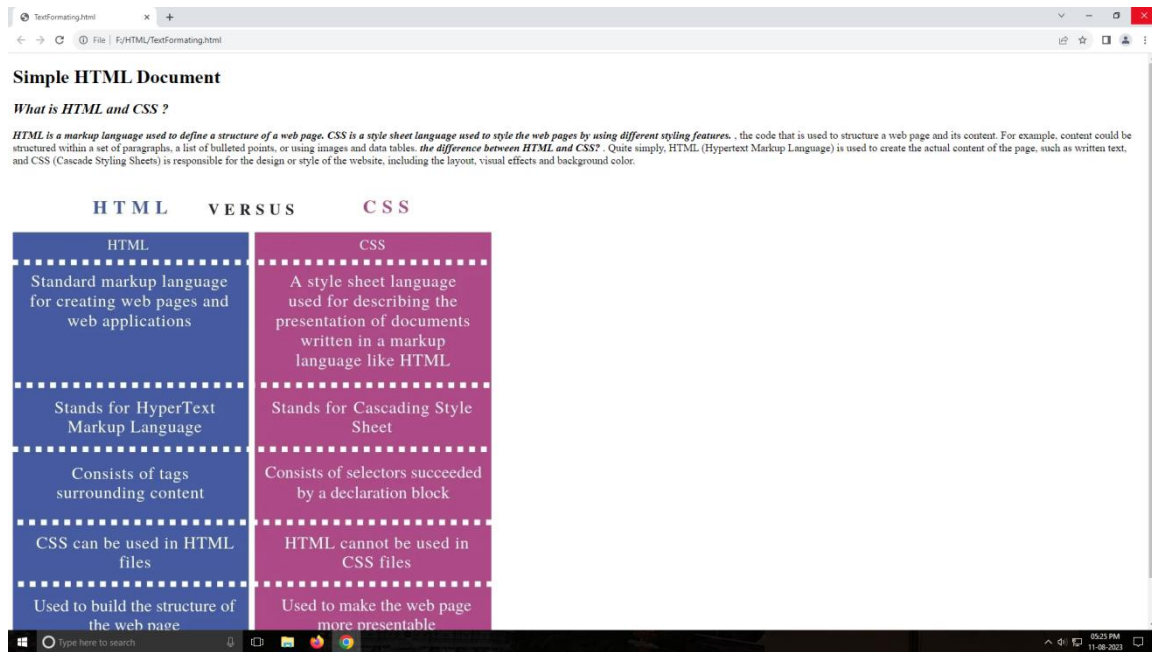 TextFormating.html
File | F:/HTML/TextFormating.html
Simple HTML Document
What is HTML and CSS ?
HTML is a markup language used to define a structure of a web page. CSS is a style sheet language used to style the web pages by using different styling features. , the code that is used to structure a web page and its content. For example, content could be
structured within a set of paragraphs, a list of bulleted points, or using images and data tables. the difference between HTML and CSS? . Quite simply, HTML (Hypertext Markup Language) is used to create the actual content of the page, such as written text,
and CSS (Cascade Styling Sheets) is responsible for the design or style of the website, including the layout, visual effects and background color.
HTML VERSUS CSS
HTML
Standard markup language
for creating web pages and
web applications
Stands for HyperText
Markup Language
Consists of tags
surrounding content
CSS can be used in HTML
files
Used to build the structure of
the web page
CSS
A style sheet language
used for describing the
presentation of documents
written in a markup
language like HTML
Stands for Cascading Style
Sheet
Consists of selectors succeeded
by a declaration block
HTML cannot be used in
CSS files
Used to make the web page
more presentable
Type here to search
05:25 PM
11-08-2023